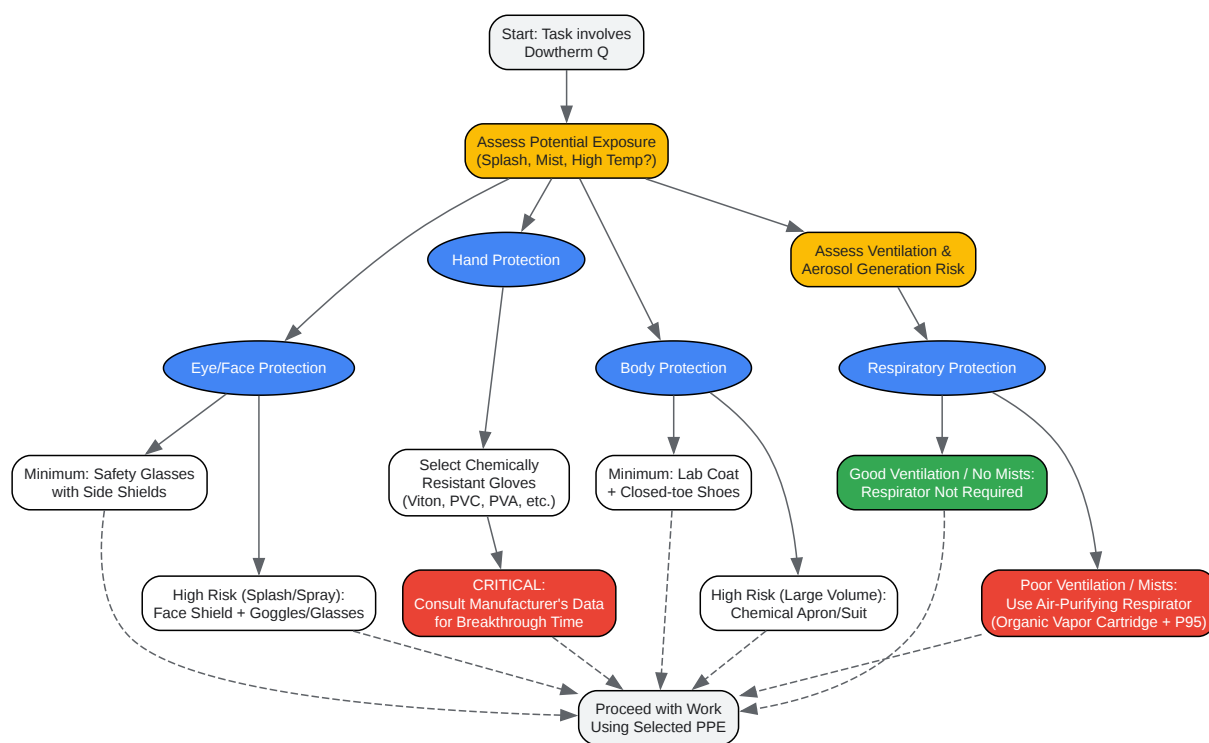 Start: Task involves
Dowtherm Q
Assess Potential Exposure
(Splash, Mist, High Temp?)
Hand Protection
Assess Ventilation &
Aerosol Generation Risk
Eye/Face Protection
Body Protection
Respiratory Protection
Minimum: Safety Glasses
with Side Shields
Select Chemically
Resistant Gloves
(Viton, PVC, PVA, etc.)
Minimum: Lab Coat
+ Closed-toe Shoes
Good Ventilation / No Mists:
Respirator Not Required
High Risk (Splash/Spray):
Face Shield + Goggles/Glasses
CRITICAL:
Consult Manufacturer's Data
for Breakthrough Time
High Risk (Large Volume):
Chemical Apron/Suit
Poor Ventilation / Mists:
Use Air-Purifying Respirator
(Organic Vapor Cartridge + P95)
Proceed with Work
Using Selected PPE